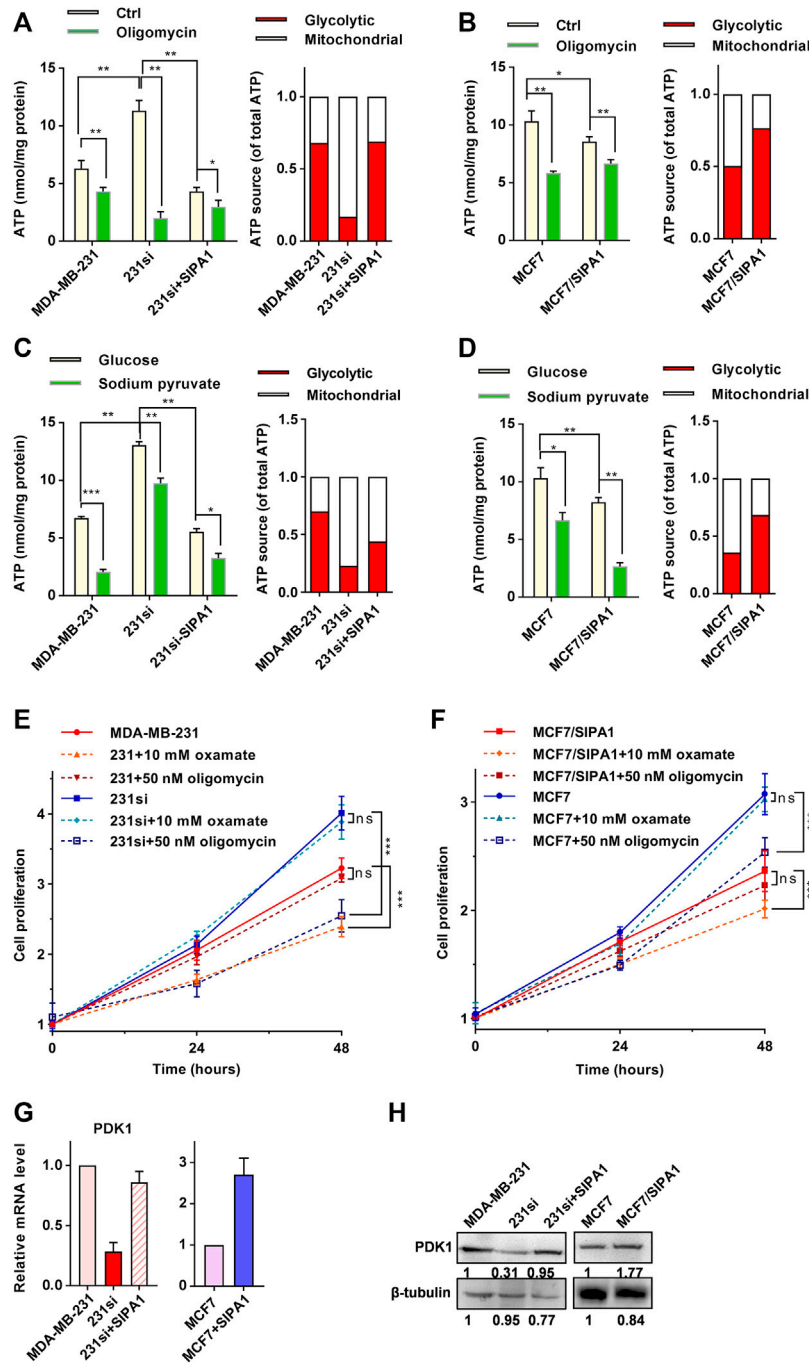 A
Ctrl
Oligomycin
Glycolytic
Mitochondrial
ATP (nmol/mg protein)
15
10
5
0
**
**
**
**
*
MDA-MB-231
231si
231si+SIPA1
ATP source (of total ATP)
1.0
0.5
0.0
MDA-MB-231
231si
231si+SIPA1
B
Ctrl
Oligomycin
Glycolytic
Mitochondrial
ATP (nmol/mg protein)
15
10
5
0
*
**
**
MCF7
MCF7/SIPA1
ATP source (of total ATP)
1.0
0.5
0.0
MCF7
MCF7/SIPA1
C
Glucose
Sodium pyruvate
Glycolytic
Mitochondrial
ATP (nmol/mg protein)
15
10
5
0
***
**
**
**
*
MDA-MB-231
231si
231si-SIPA1
ATP source (of total ATP)
1.5
1.0
0.5
0.0
MDA-MB-231
231si
231si+SIPA1
D
Glucose
Sodium pyruvate
Glycolytic
Mitochondrial
ATP (nmol/mg protein)
15
10
5
0
**
*
**
MCF7
MCF7/SIPA1
ATP source (of total ATP)
1.5
1.0
0.5
0.0
MCF7
MCF7/SIPA1
E
MDA-MB-231
231+10 mM oxamate
231+50 nM oligomycin
231si
231si+10 mM oxamate
231si+50 nM oligomycin
Cell proliferation
4
3
2
1
0
24
48
Time (hours)
ns
ns
***
***
F
MCF7/SIPA1
MCF7/SIPA1+10 mM oxamate
MCF7/SIPA1+50 nM oligomycin
MCF7
MCF7+10 mM oxamate
MCF7+50 nM oligomycin
Cell proliferation
3
2
1
0
24
48
Time (hours)
ns
ns
***
***
G
PDK1
Relative mRNA level
1.0
0.5
0.0
MDA-MB-231
231si
231si+SIPA1
3
2
1
0
MCF7
MCF7+SIPA1
H
MDA-MB-231
231si
231si+SIPA1
MCF7
MCF7/SIPA1
PDK1
1 0.31 0.95 1 1.77
β-tubulin
1 0.95 0.77 1 0.84